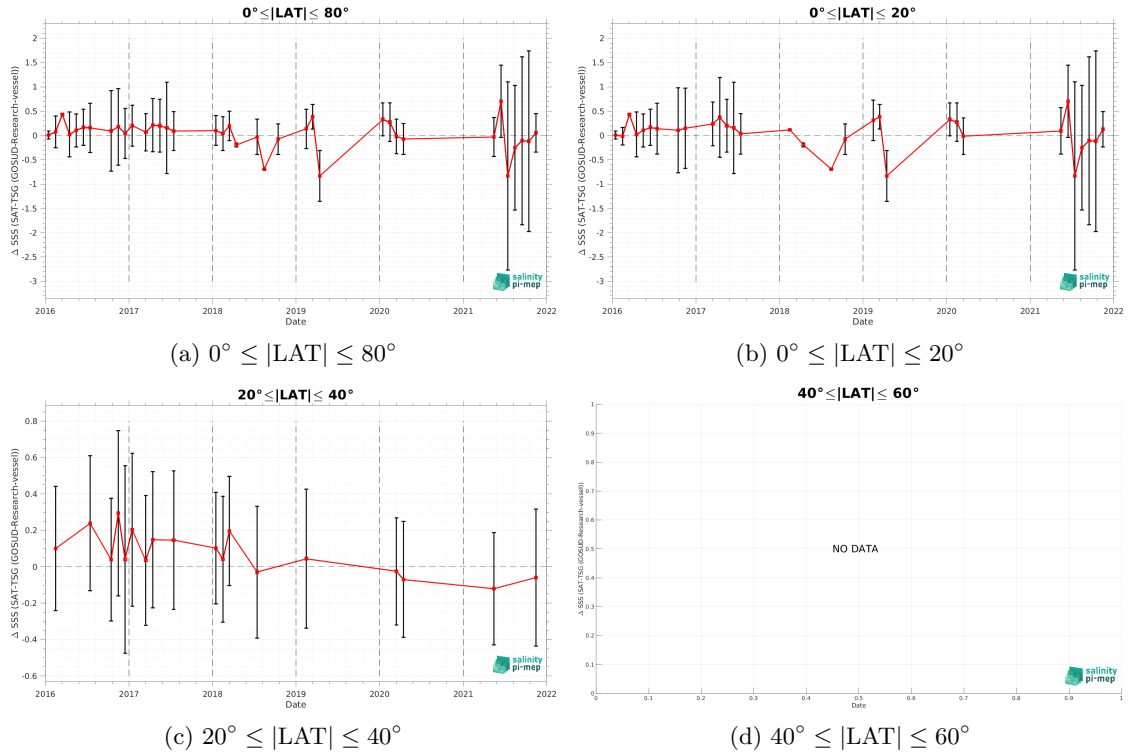 0°≤|LAT|≤ 80°
Δ SSS (SAT-TSG (GOSUD-Research-vessel))
2
1.5
1
0.5
0
-0.5
-1
-1.5
-2
-2.5
-3
2016 2017 2018 2019 2020 2021 2022
Date
salinity
pi-mep
(a) 0° ≤ |LAT| ≤ 80°
0°≤|LAT|≤ 20°
Δ SSS (SAT-TSG (GOSUD-Research-vessel))
2
1.5
1
0.5
0
-0.5
-1
-1.5
-2
-2.5
-3
2016 2017 2018 2019 2020 2021 2022
Date
salinity
pi-mep
(b) 0° ≤ |LAT| ≤ 20°
20°≤|LAT|≤ 40°
Δ SSS (SAT-TSG (GOSUD-Research-vessel))
0.8
0.6
0.4
0.2
0
-0.2
-0.4
-0.6
2016 2017 2018 2019 2020 2021 2022
Date
salinity
pi-mep
(c) 20° ≤ |LAT| ≤ 40°
40°≤|LAT|≤ 60°
Δ SSS (SAT-TSG (GOSUD-Research-vessel))
1
0.9
0.8
0.7
0.6
0.5
0.4
0.3
0.2
0.1
0
NO DATA
0 0.1 0.2 0.3 0.4 0.5 0.6 0.7 0.8 0.9 1
Date
salinity
pi-mep
(d) 40° ≤ |LAT| ≤ 60°